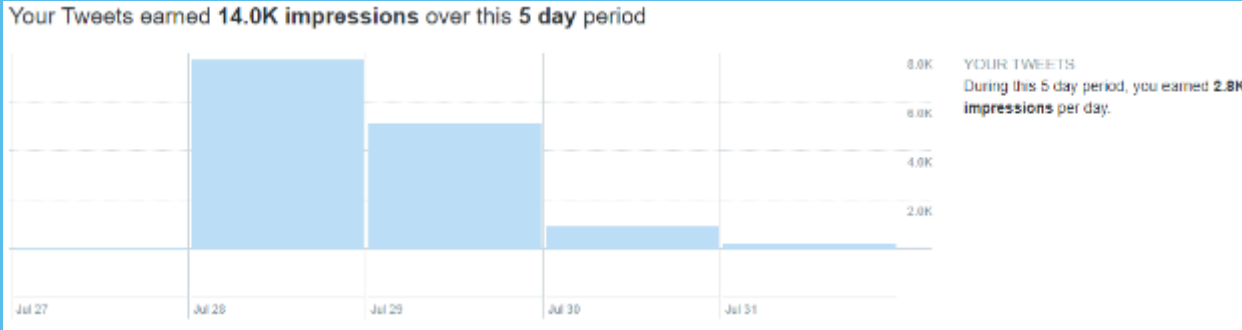 Your Tweets earned 14.0K impressions over this 5 day period
8.0K
6.0K
4.0K
2.0K
YOUR TWEETS
During this 5 day period, you earned 2.8K
impressions per day.
Jul 27 Jul 28 Jul 29 Jul 30 Jul 31